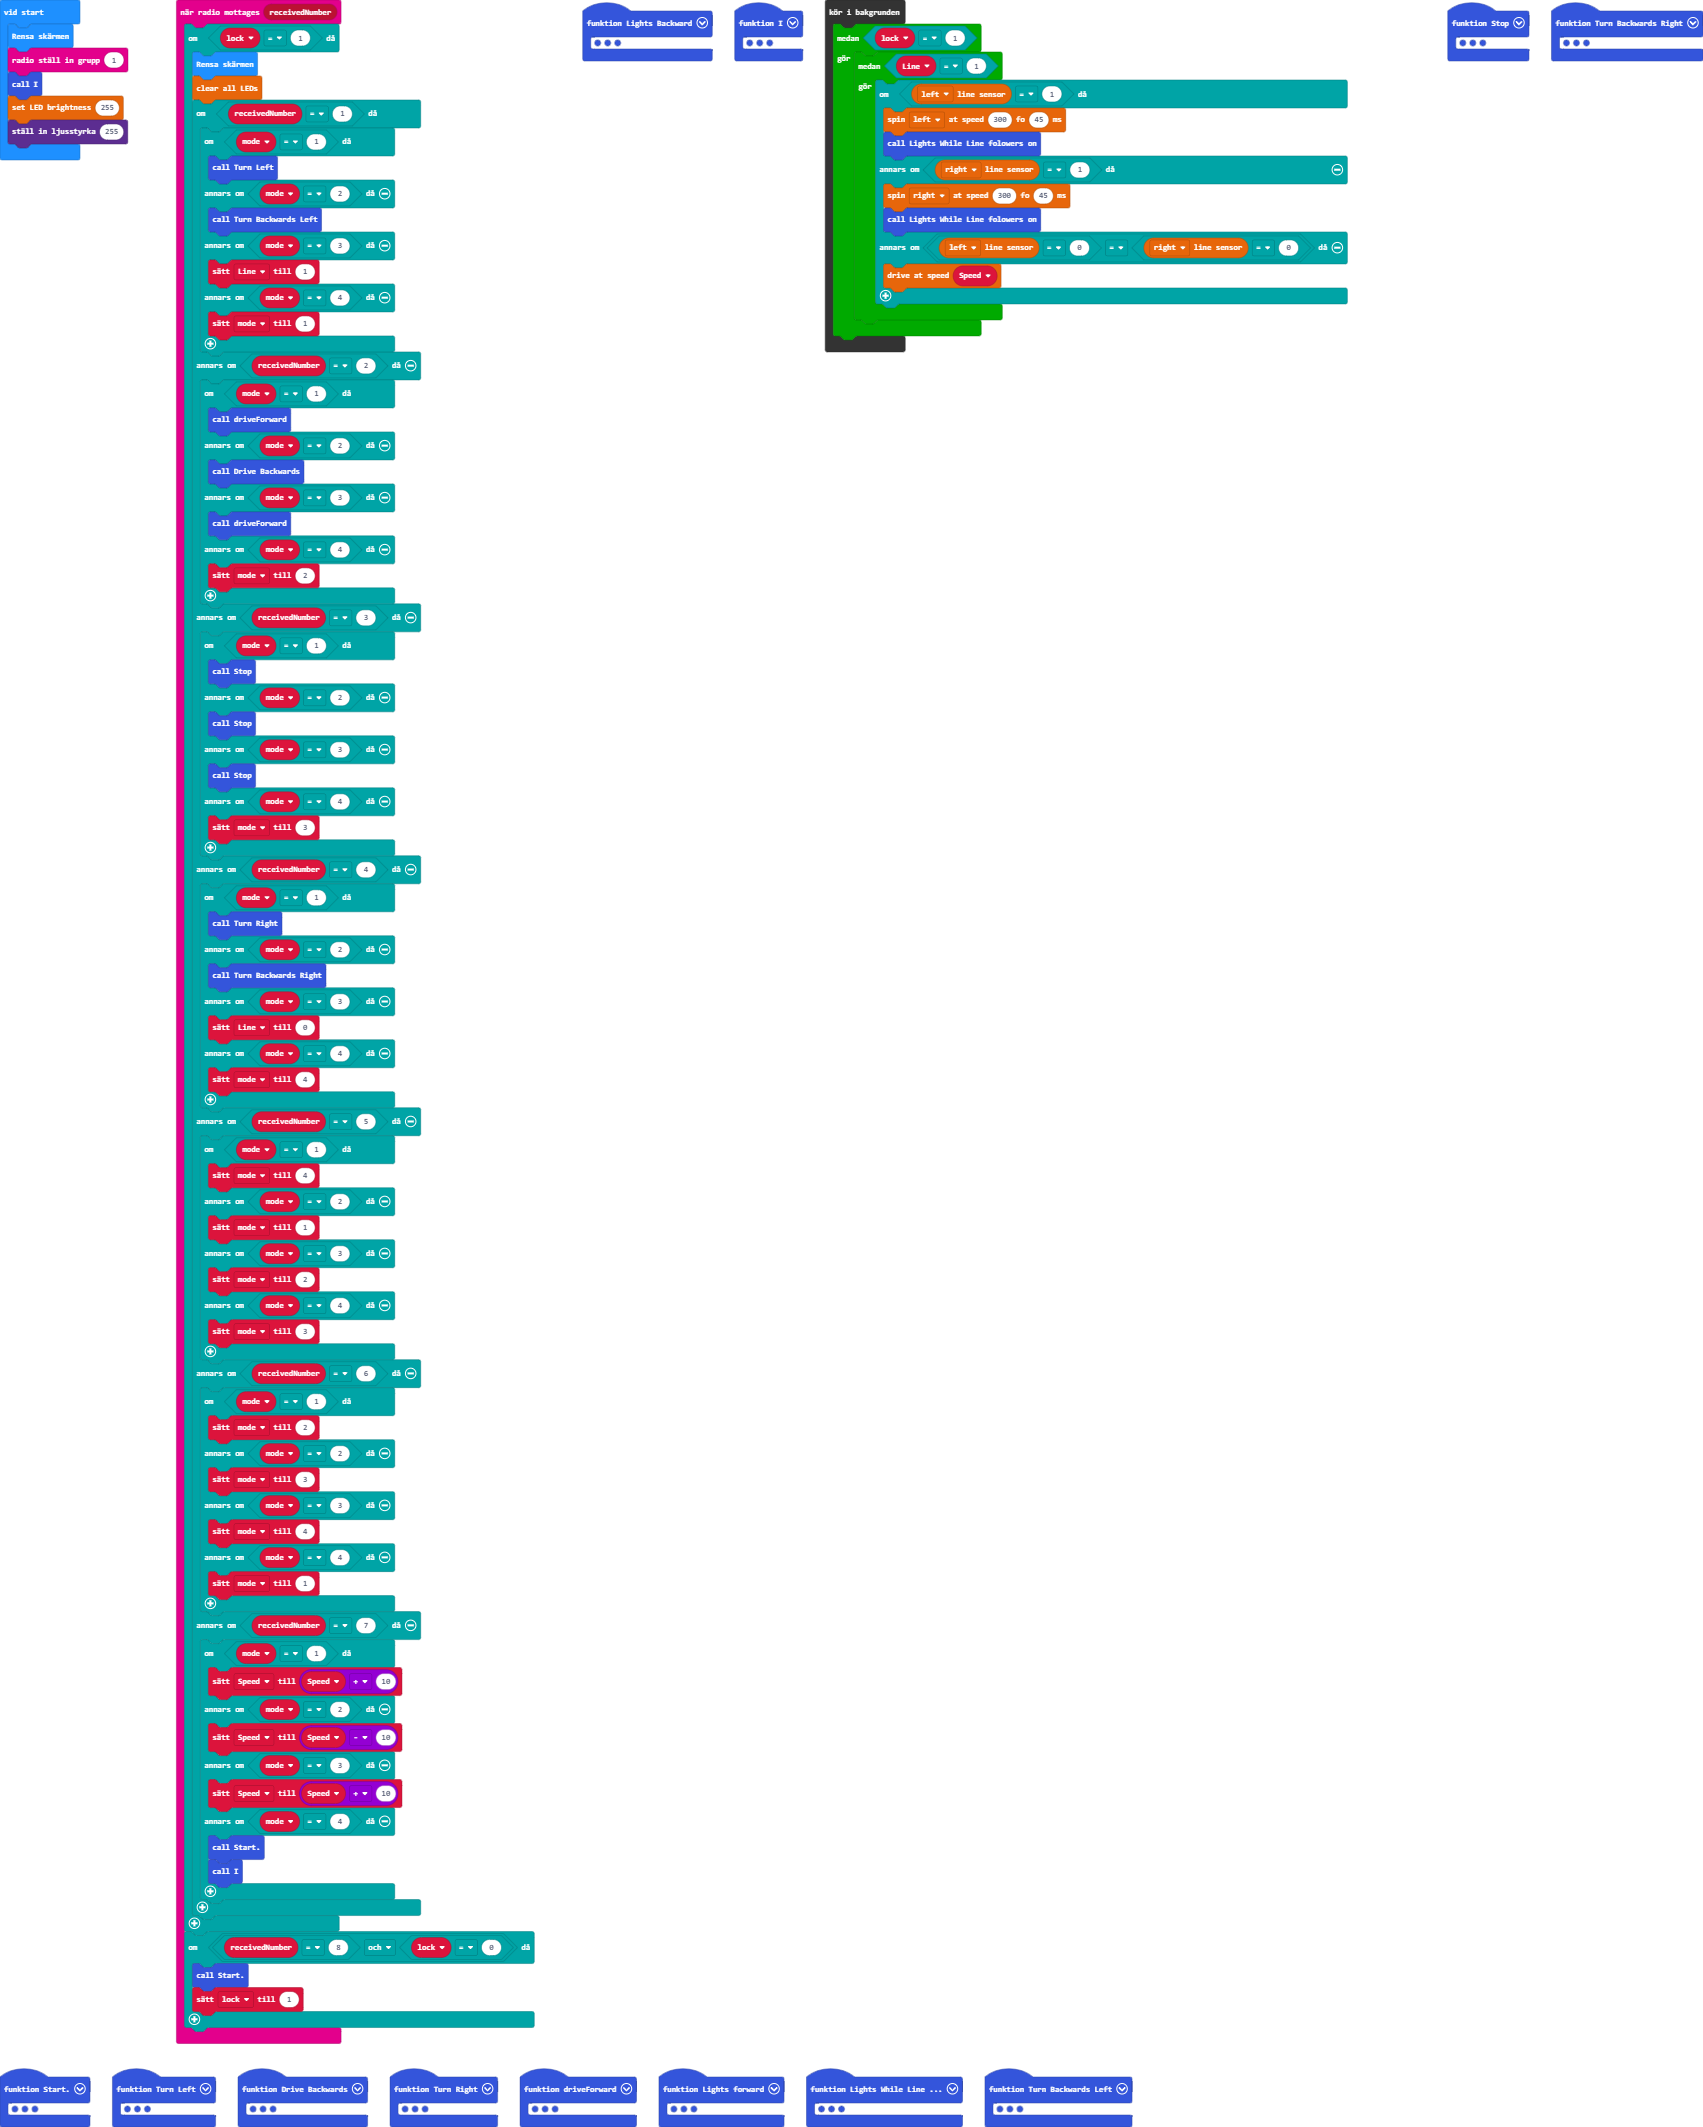 vid start
Rensa skärmen
radio ställ in grupp 1
call I
set LED brightness 255
ställ in ljusstyrka 255
när radio mottages receivedNumber
om lock = 1 då
Rensa skärmen
clear all LEDs
om receivedNumber = 1 då
om mode = 1 då
call Turn Left
annars om mode = 2 då
call Turn Backwards Left
annars om mode = 3 då
sätt Line till 1
annars om mode = 4 då
sätt mode till 1
annars om receivedNumber = 2 då
om mode = 1 då
call driveForward
annars om mode = 2 då
call Drive Backwards
annars om mode = 3 då
call driveForward
annars om mode = 4 då
sätt mode till 2
annars om receivedNumber = 3 då
om mode = 1 då
call Stop
annars om mode = 2 då
call Stop
annars om mode = 3 då
call Stop
annars om mode = 4 då
sätt mode till 3
annars om receivedNumber = 4 då
om mode = 1 då
call Turn Right
annars om mode = 2 då
call Turn Backwards Right
annars om mode = 3 då
sätt Line till 0
annars om mode = 4 då
sätt mode till 4
annars om receivedNumber = 5 då
om mode = 1 då
sätt mode till 4
annars om mode = 2 då
sätt mode till 1
annars om mode = 3 då
sätt mode till 2
annars om mode = 4 då
sätt mode till 3
annars om receivedNumber = 6 då
om mode = 1 då
sätt mode till 2
annars om mode = 2 då
sätt mode till 3
annars om mode = 3 då
sätt mode till 4
annars om mode = 4 då
sätt mode till 1
annars om receivedNumber = 7 då
om mode = 1 då
sätt Speed till Speed + 10
annars om mode = 2 då
sätt Speed till Speed - 10
annars om mode = 3 då
sätt Speed till Speed + 10
annars om mode = 4 då
call Start.
call I
om receivedNumber = 8 och lock = 0 då
call Start.
sätt lock till 1
funktion Lights Backward
funktion I
kör i bakgrunden
medan lock = 1
gör
medan Line = 1
gör
om left line sensor = 1 då
spin left at speed 300 fo 45 ms
call Lights While Line folowers on
annars om right line sensor = 1 då
spin right at speed 300 fo 45 ms
call Lights While Line folowers on
annars om left line sensor = 0 = right line sensor = 0 då
drive at speed Speed
funktion Stop
funktion Turn Backwards Right
funktion Start.
funktion Turn Left
funktion Drive Backwards
funktion Turn Right
funktion driveForward
funktion Lights forward
funktion Lights While Line ...
funktion Turn Backwards Left